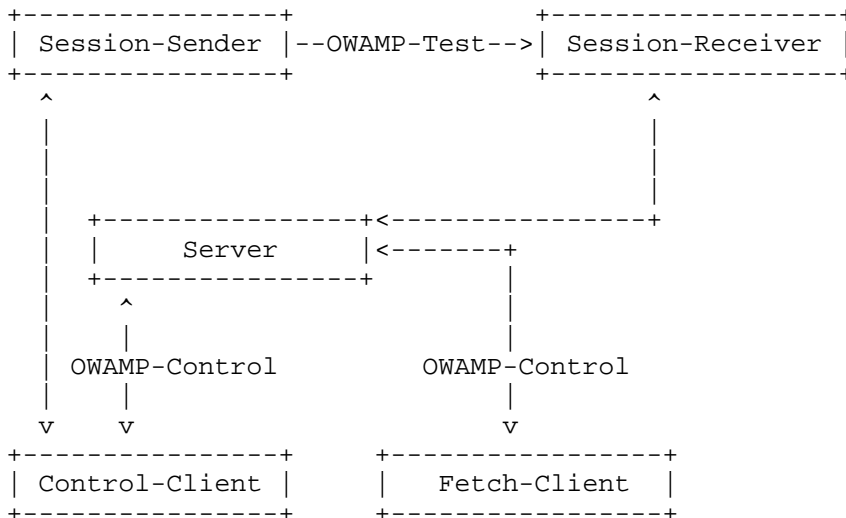 Session-Sender --OWAMP-Test--> Session-Receiver
Server
OWAMP-Control OWAMP-Control
Control-Client Fetch-Client